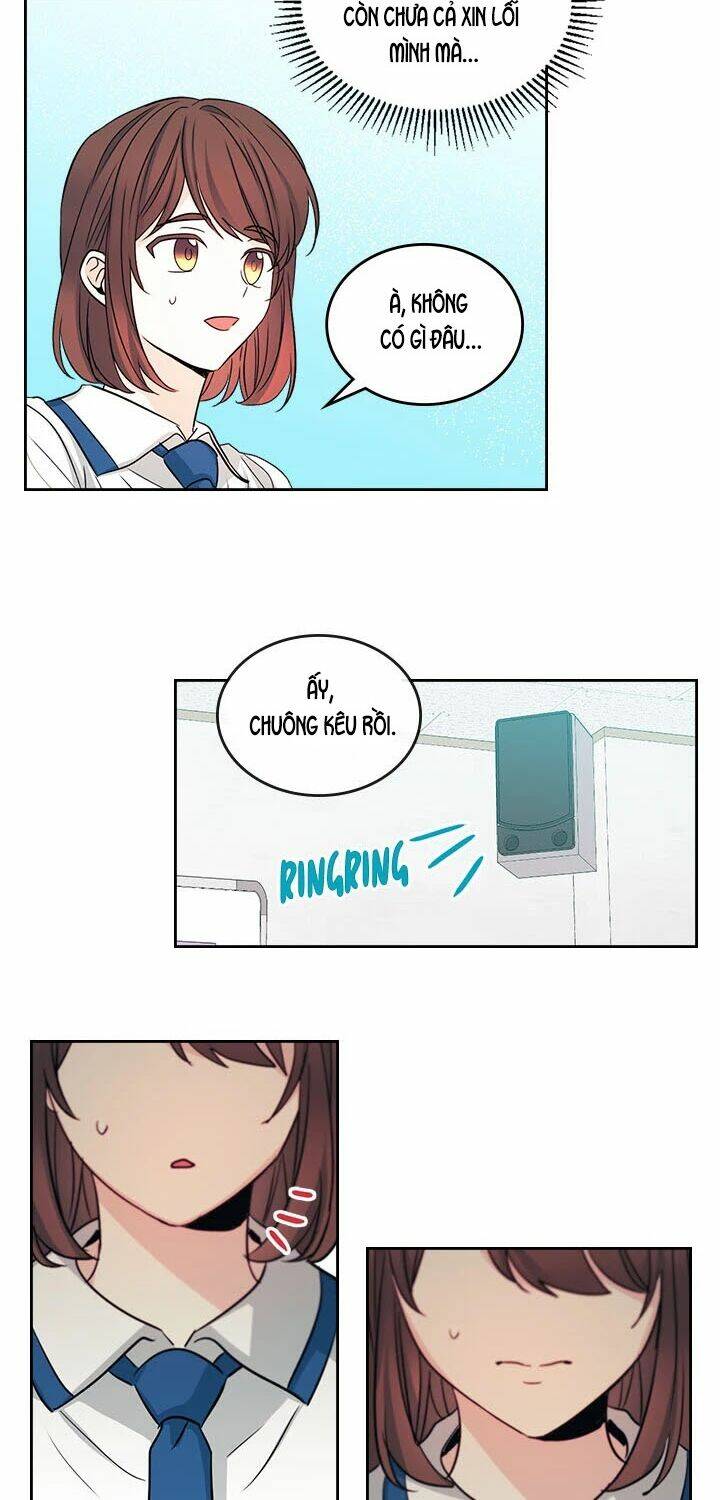 CÒN CHƯA CẢ XIN LỖI
MÌNH MÀ...
À, KHÔNG
CÓ GÌ ĐÂU...
ẤY,
CHUÔNG KÊU RỒI.
RINGRING